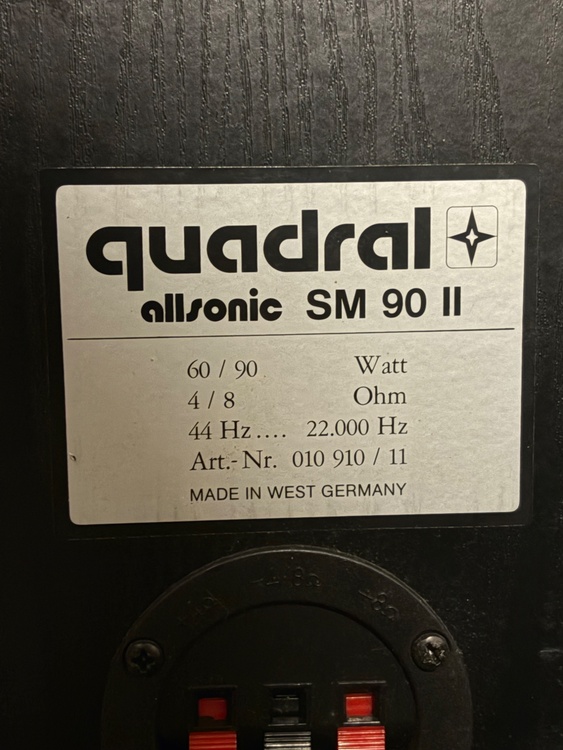 quadral
allsonic SM 90 II
60 / 90 Watt
4 / 8 Ohm
44 Hz.... 22.000 Hz
Art.-Nr. 010 910 / 11
MADE IN WEST GERMANY